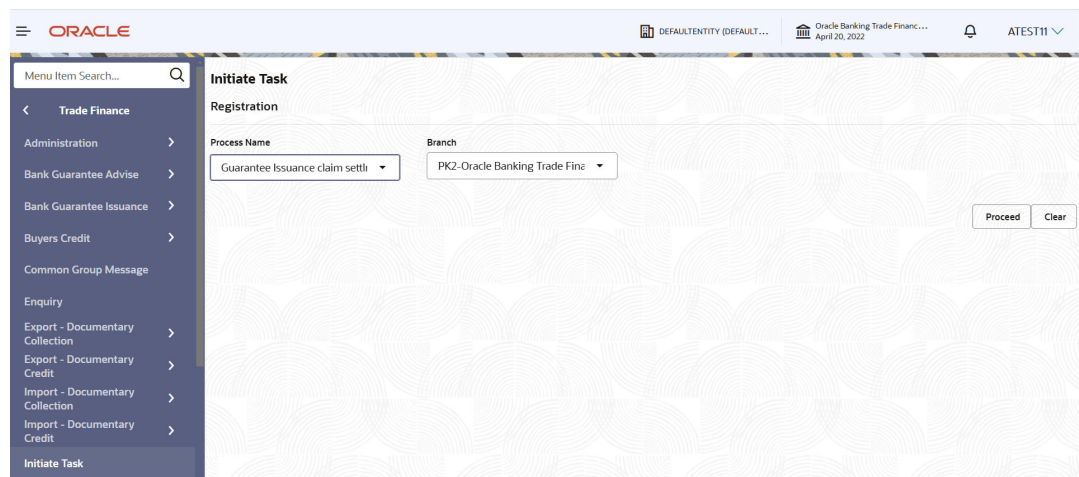 ORACLE
DEFAULTENTITY (DEFAULT...
Oracle Banking Trade Financ...
April 20, 2022
ATEST11
Menu Item Search...
Trade Finance
Administration
Bank Guarantee Advise
Bank Guarantee Issuance
Buyers Credit
Common Group Message
Enquiry
Export - Documentary
Collection
Export - Documentary
Credit
Import - Documentary
Collection
Import - Documentary
Credit
Initiate Task
Initiate Task
Registration
Process Name
Branch
Guarantee Issuance claim settl
PK2-Oracle Banking Trade Fina
Proceed
Clear